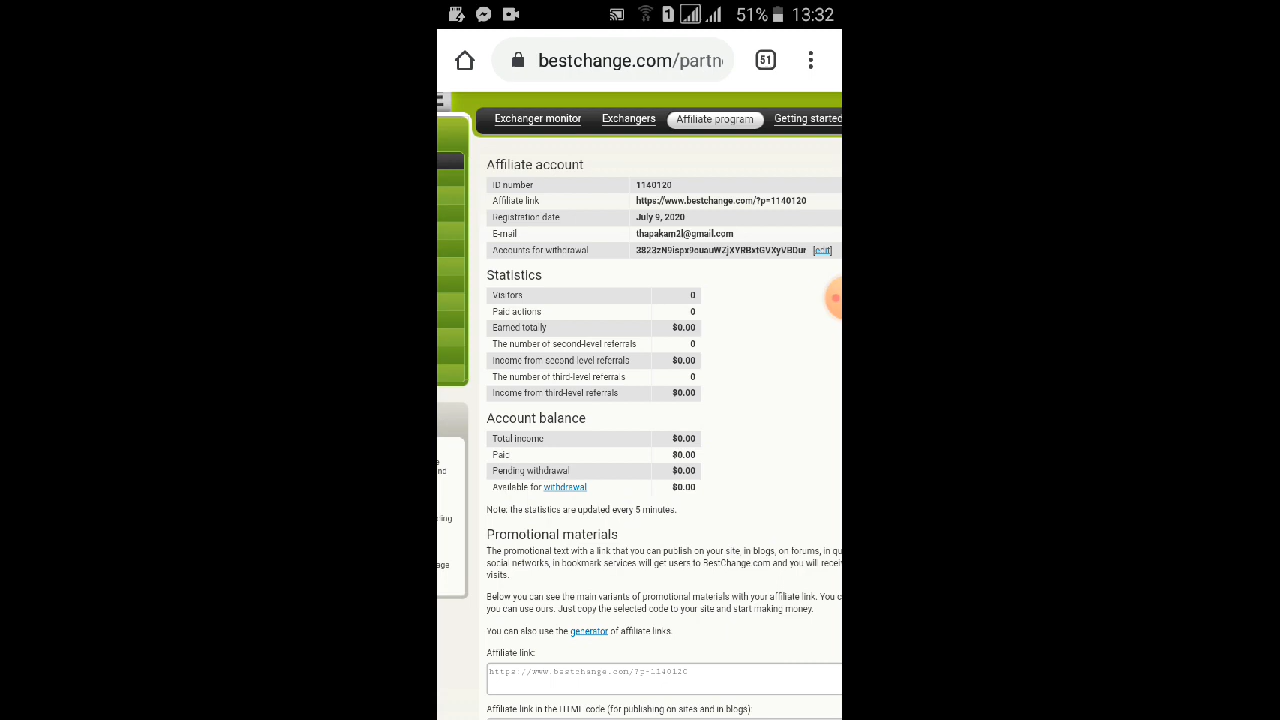 51% 13:32
bestchange.com/partn
51
Exchanger monitor Exchangers Affiliate program Getting started
Affiliate account
ID number 1140120
Affiliate link https://www.bestchange.com/?p=1140120
Registration date July 9, 2020
E-mail
Accounts for withdrawal [edit]
Statistics
Visitors 0
Paid actions 0
Earned totally $0.00
The number of second-level referrals 0
Income from second level referrals $0.00
The number of third-level referrals 0
Income from third-level referrals $0.00
Account balance
Total income $0.00
Paid $0.00
Pending withdrawal $0.00
Available for withdrawal $0.00
Note: the statistics are updated every 5 minutes.
Promotional materials
The promotional text with a link that you can publish on your site, in blogs, on forums, in qu
social networks, in bookmark services will get users to BestChange.com and you will recei
visits.
Below you can see the main variants of promotional materials with your affiliate link. You c
you can use ours. Just copy the selected code to your site and start making money.
You can also use the generator of affiliate links.
Affiliate link:
https://www.bestchange.com/?p=1140120
Affiliate link in the HTML code (for publishing on sites and in blogs):